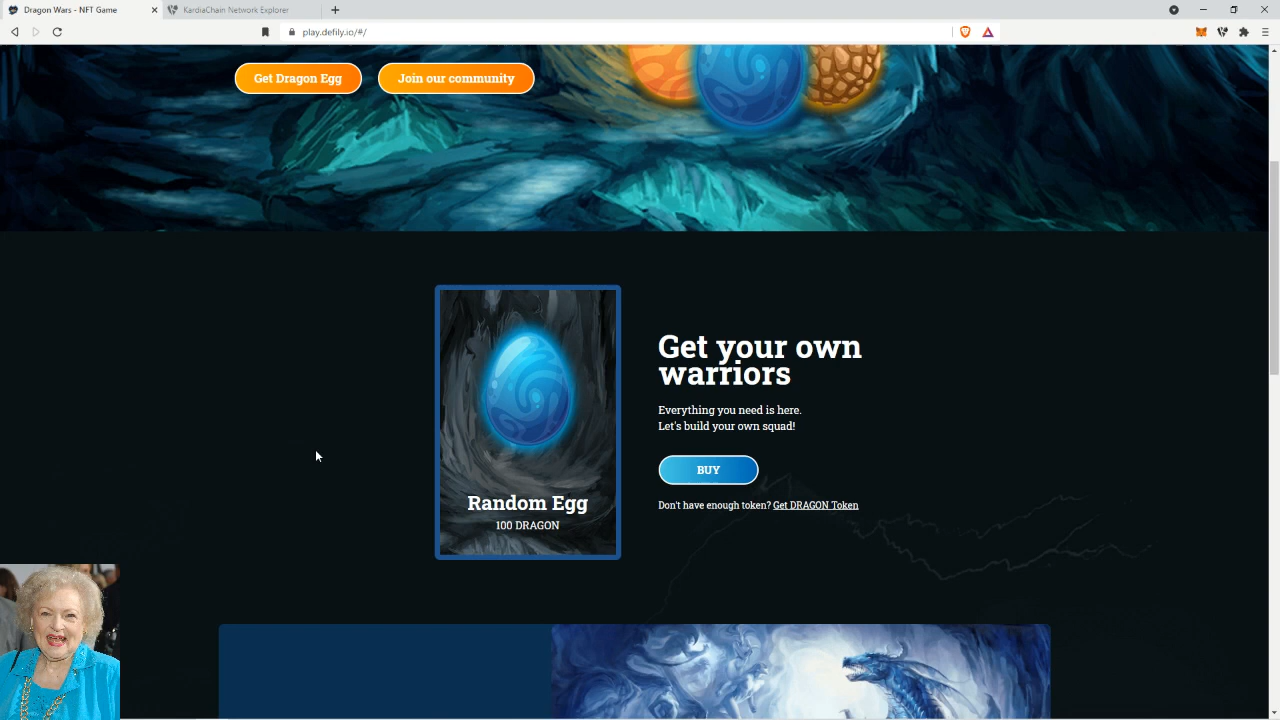 Dragon Wars - NFT Game
KardiaChain Network Explorer
play.defily.io/#/
Get Dragon Egg
Join our community
Get your own
warriors
Everything you need is here.
Let's build your own squad!
BUY
Don't have enough token? Get DRAGON Token
Random Egg
100 DRAGON